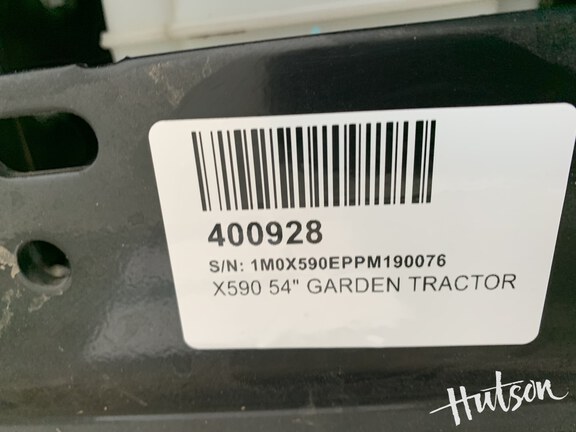 400928
S/N: 1M0X590EPPM190076
X590 54" GARDEN TRACTOR
Hutson